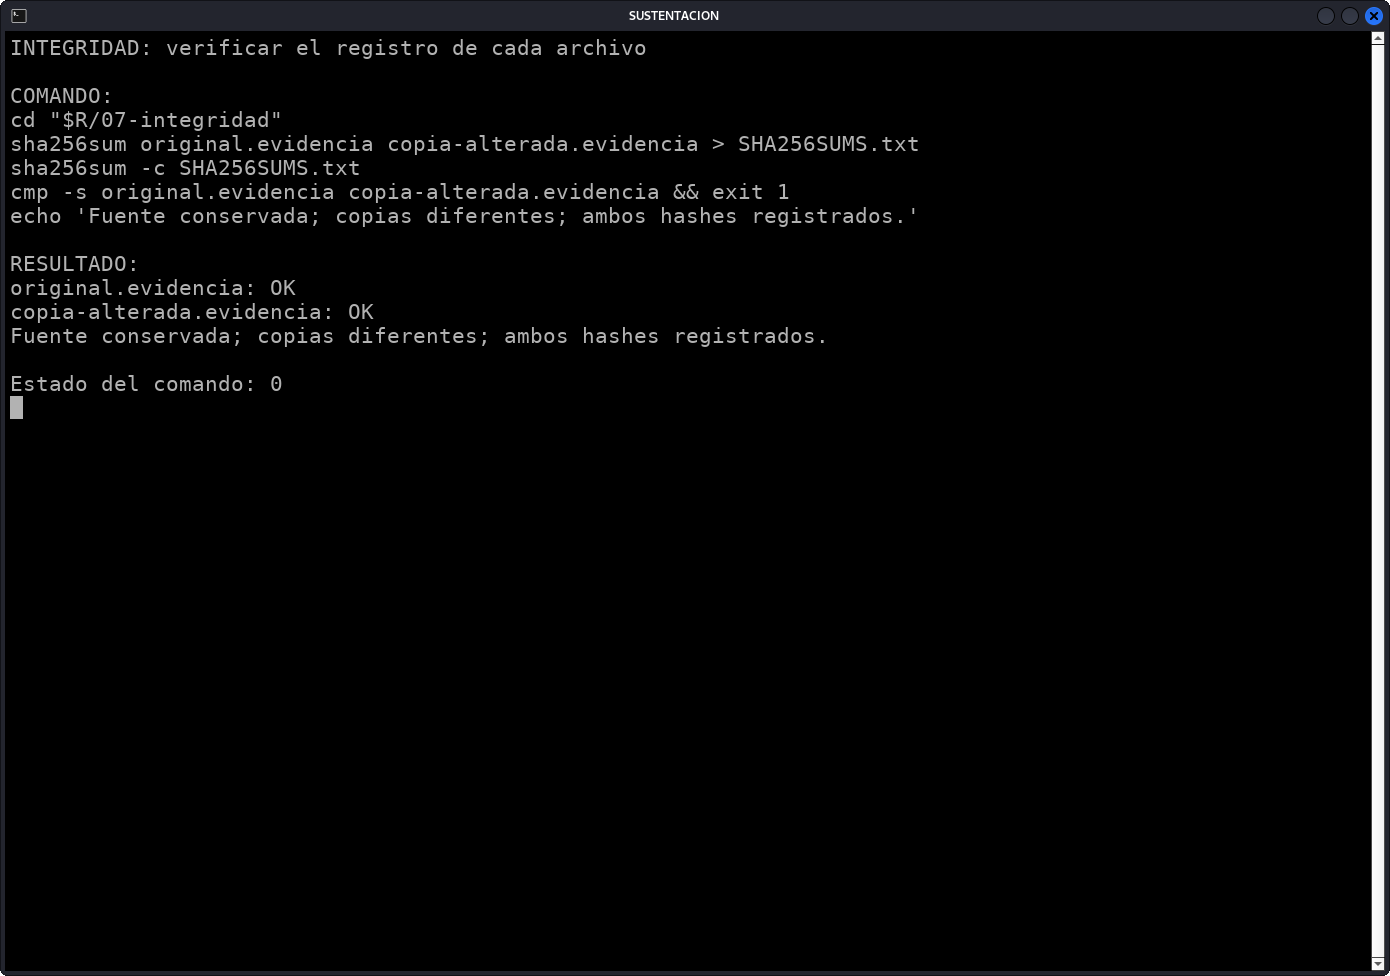 SUSTENTACION
INTEGRIDAD: verificar el registro de cada archivo
COMANDO:
cd "$R/07-integridad"
sha256sum original.evidencia copia-alterada.evidencia > SHA256SUMS.txt
sha256sum -c SHA256SUMS.txt
cmp -s original.evidencia copia-alterada.evidencia && exit 1
echo 'Fuente conservada; copias diferentes; ambos hashes registrados.'
RESULTADO:
original.evidencia: OK
copia-alterada.evidencia: OK
Fuente conservada; copias diferentes; ambos hashes registrados.
Estado del comando: 0